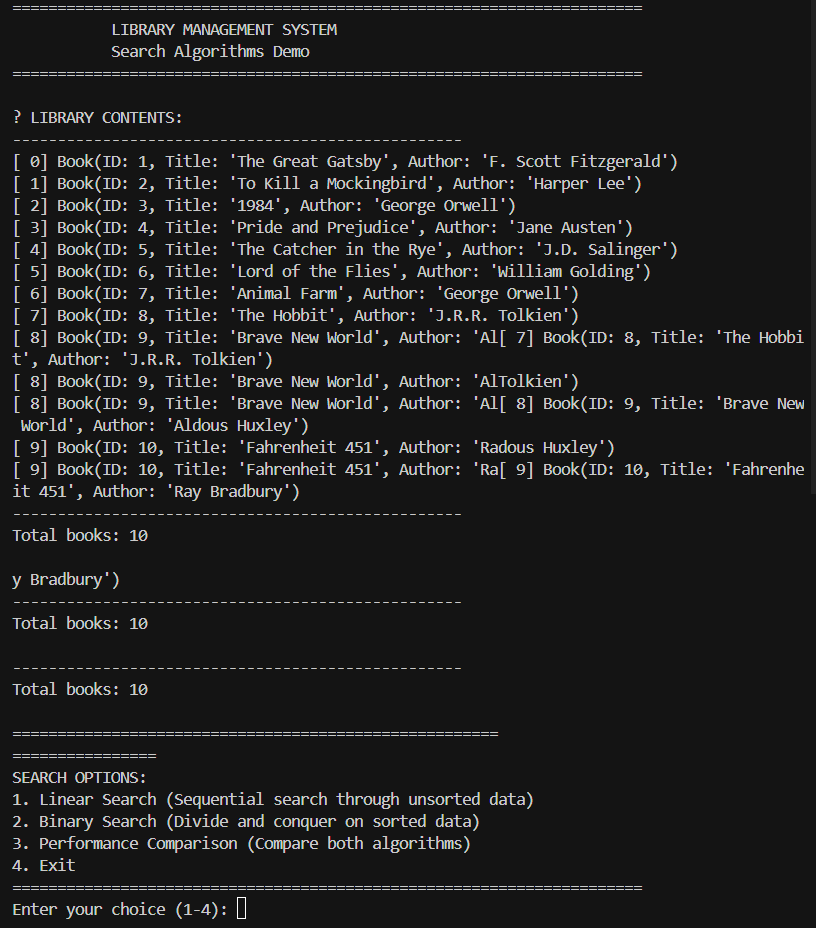 ======================================================================
           LIBRARY MANAGEMENT SYSTEM
           Search Algorithms Demo
======================================================================

? LIBRARY CONTENTS:
--------------------------------------------------
[ 0] Book(ID: 1, Title: 'The Great Gatsby', Author: 'F. Scott Fitzgerald')
[ 1] Book(ID: 2, Title: 'To Kill a Mockingbird', Author: 'Harper Lee')
[ 2] Book(ID: 3, Title: '1984', Author: 'George Orwell')
[ 3] Book(ID: 4, Title: 'Pride and Prejudice', Author: 'Jane Austen')
[ 4] Book(ID: 5, Title: 'The Catcher in the Rye', Author: 'J.D. Salinger')
[ 5] Book(ID: 6, Title: 'Lord of the Flies', Author: 'William Golding')
[ 6] Book(ID: 7, Title: 'Animal Farm', Author: 'George Orwell')
[ 7] Book(ID: 8, Title: 'The Hobbit', Author: 'J.R.R. Tolkien')
[ 8] Book(ID: 9, Title: 'Brave New World', Author: 'Al[ 7] Book(ID: 8, Title: 'The Hobbi
t', Author: 'J.R.R. Tolkien')
[ 8] Book(ID: 9, Title: 'Brave New World', Author: 'AlTolkien')
[ 8] Book(ID: 9, Title: 'Brave New World', Author: 'Al[ 8] Book(ID: 9, Title: 'Brave New
 World', Author: 'Aldous Huxley')
[ 9] Book(ID: 10, Title: 'Fahrenheit 451', Author: 'Radous Huxley')
[ 9] Book(ID: 10, Title: 'Fahrenheit 451', Author: 'Ra[ 9] Book(ID: 10, Title: 'Fahrenhe
it 451', Author: 'Ray Bradbury')
--------------------------------------------------
Total books: 10

y Bradbury')
--------------------------------------------------
Total books: 10

--------------------------------------------------
Total books: 10

======================================================
================
SEARCH OPTIONS:
1. Linear Search (Sequential search through unsorted data)
2. Binary Search (Divide and conquer on sorted data)
3. Performance Comparison (Compare both algorithms)
4. Exit
======================================================================
Enter your choice (1-4):